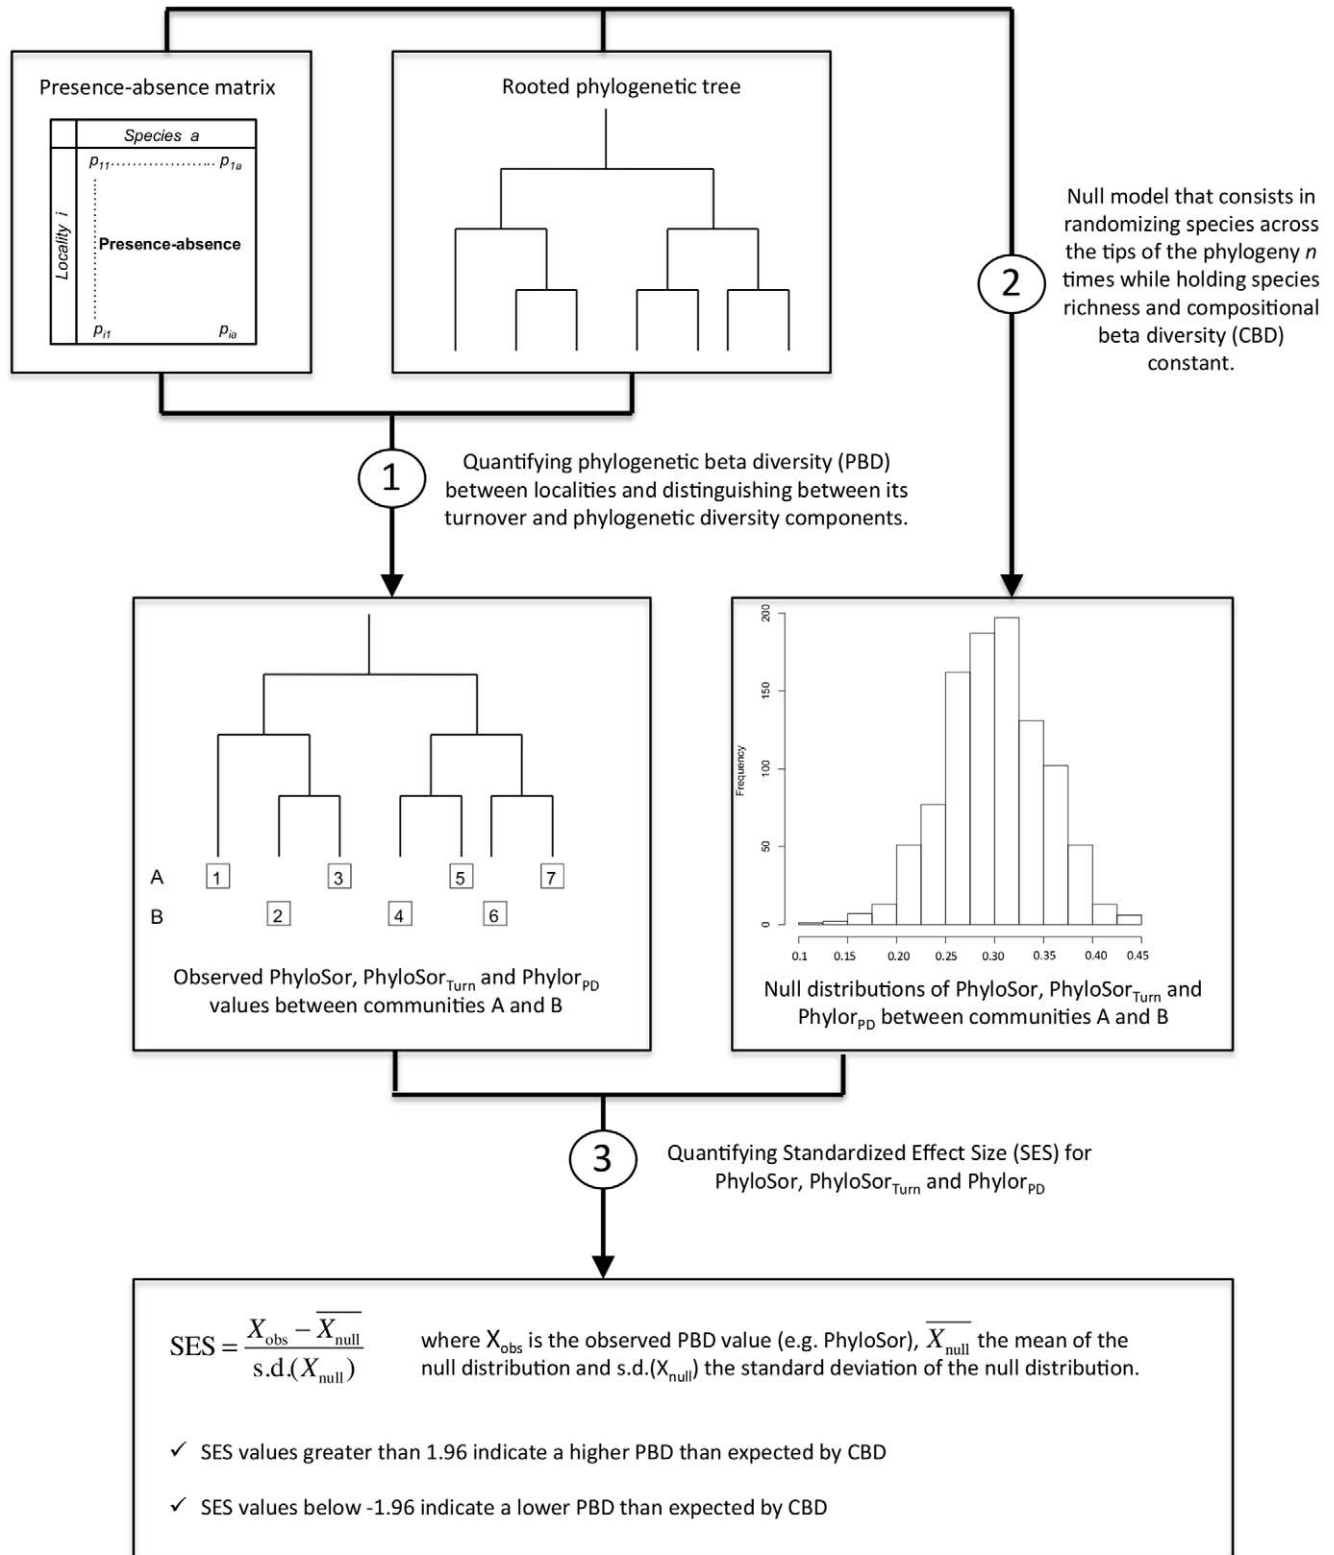 Presence-absence matrix
Species a
p11.................... p1a
Locality i
Presence-absence
pi1 pia
Rooted phylogenetic tree
2
Null model that consists in
randomizing species across
the tips of the phylogeny n
times while holding species
richness and compositional
beta diversity (CBD)
constant.
1
Quantifying phylogenetic beta diversity (PBD)
between localities and distinguishing between its
turnover and phylogenetic diversity components.
A 1 3 5 7
B 2 4 6
Observed PhyloSor, PhyloSorTurn and PhylorPD
values between communities A and B
Frequency
200
150
100
50
0
0.1 0.15 0.20 0.25 0.30 0.35 0.40 0.45
Null distributions of PhyloSor, PhyloSorTurn and
PhylorPD between communities A and B
3
Quantifying Standardized Effect Size (SES) for
PhyloSor, PhyloSorTurn and PhylorPD
SES = (Xobs − X̅null) / s.d.(Xnull)
where Xobs is the observed PBD value (e.g. PhyloSor), X̅null the mean of the
null distribution and s.d.(Xnull) the standard deviation of the null distribution.
✓ SES values greater than 1.96 indicate a higher PBD than expected by CBD
✓ SES values below -1.96 indicate a lower PBD than expected by CBD